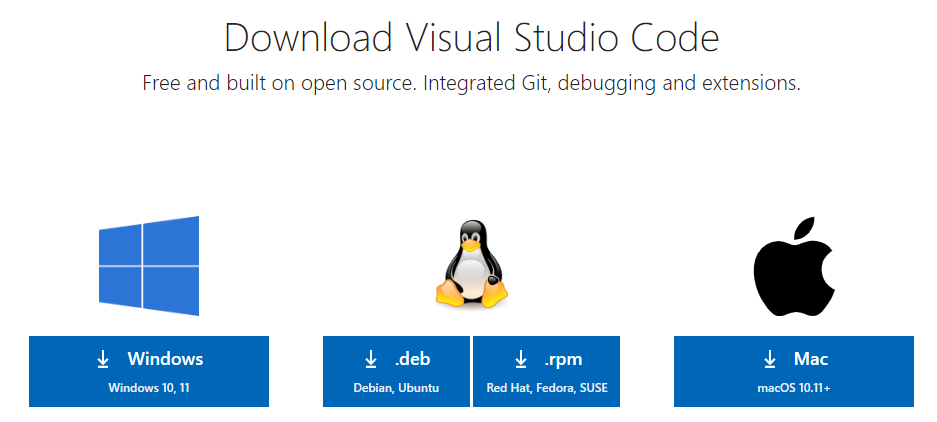 Download Visual Studio Code
Free and built on open source. Integrated Git, debugging and extensions.
Windows
Windows 10, 11
.deb
Debian, Ubuntu
.rpm
Red Hat, Fedora, SUSE
Mac
macOS 10.11+